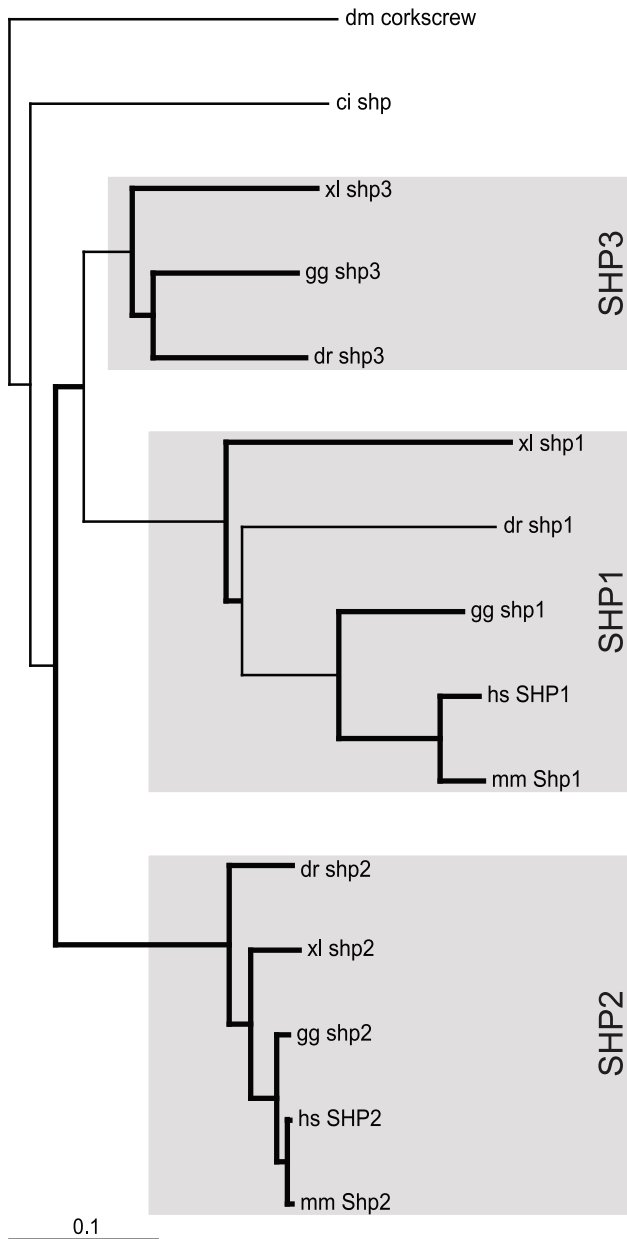 dm corkscrew
ci shp
xl shp3
gg shp3
dr shp3
SHP3
xl shp1
dr shp1
gg shp1
hs SHP1
mm Shp1
SHP1
dr shp2
xl shp2
gg shp2
hs SHP2
mm Shp2
SHP2
0.1